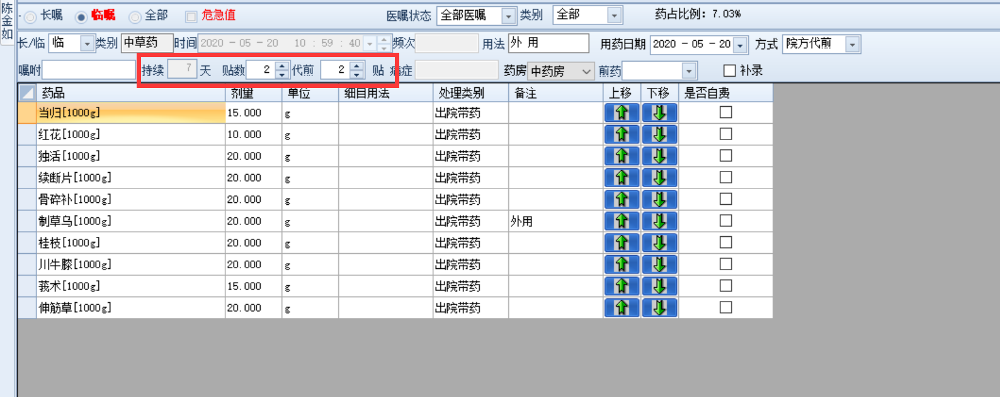 陈金如
长嘱 临嘱 全部 危急值 医嘱状态 全部医嘱 类别 全部 药占比例: 7.03%
长/临 临 类别 中草药 时间 2020 - 05 - 20 10 : 59 : 40 频次 用法 外 用 用药日期 2020 - 05 - 20 方式 院方代煎
嘱咐 持续 7 天 贴数 2 代煎 2 贴 病症 药房 中药房 煎药 补录
药品 剂量 单位 细目用法 处理类别 备注 上移 下移 是否自费
当归[1000g] 15.000 g 出院带药
红花[1000g] 10.000 g 出院带药
独活[1000g] 20.000 g 出院带药
续断片[1000g] 20.000 g 出院带药
骨碎补[1000g] 20.000 g 出院带药
制草乌[1000g] 20.000 g 出院带药 外用
桂枝[1000g] 20.000 g 出院带药
川牛膝[1000g] 20.000 g 出院带药
莪术[1000g] 15.000 g 出院带药
伸筋草[1000g] 20.000 g 出院带药